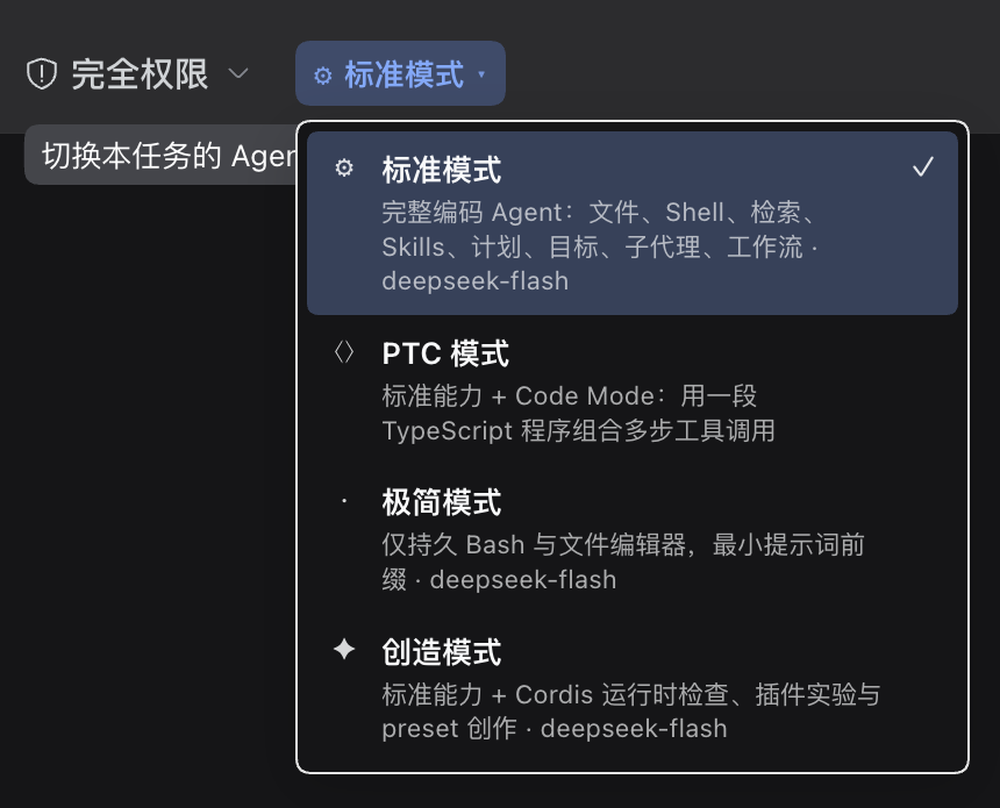 完全权限
标准模式
切换本任务的 Agen
标准模式
完整编码 Agent：文件、Shell、检索、
Skills、计划、目标、子代理、工作流 ·
deepseek-flash
PTC 模式
标准能力 + Code Mode：用一段
TypeScript 程序组合多步工具调用
极简模式
仅持久 Bash 与文件编辑器，最小提示词前
缀 · deepseek-flash
创造模式
标准能力 + Cordis 运行时检查、插件实验与
preset 创作 · deepseek-flash